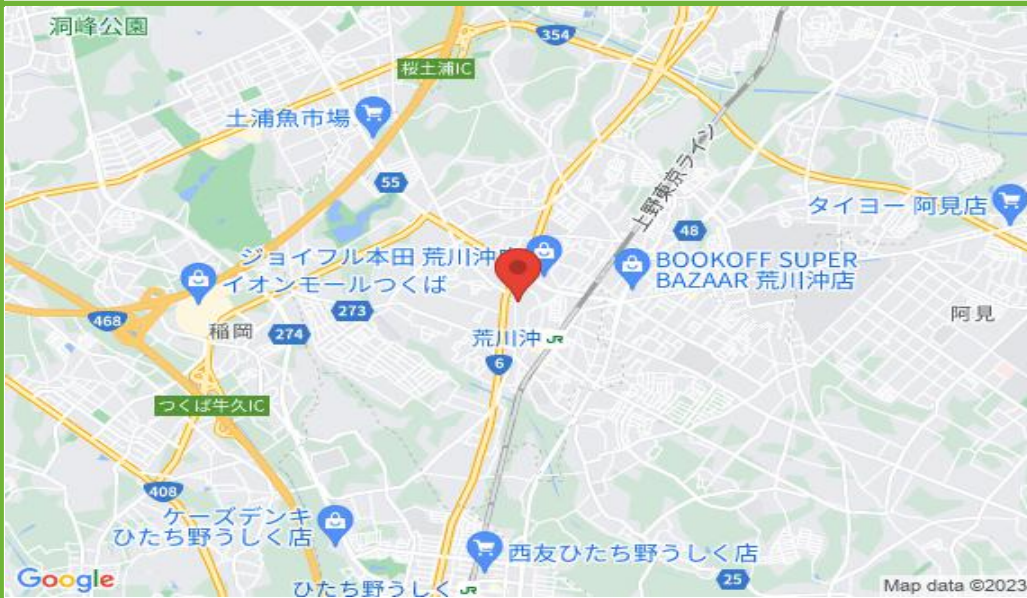 洞峰公園
354
桜土浦IC
土浦魚市場
55
上野東京ライン
タイヨー 阿見店
48
ジョイフル本田 荒川沖
BOOKOFF SUPER
BAZAAR 荒川沖店
イオンモールつくば
273
阿見
468
稲岡
274
荒川沖 JR
6
つくば牛久IC
408
ケーズデンキ
ひたち野うしく店
西友ひたち野うしく店
25
Google
ひたち野うしく JR
Map data ©2023